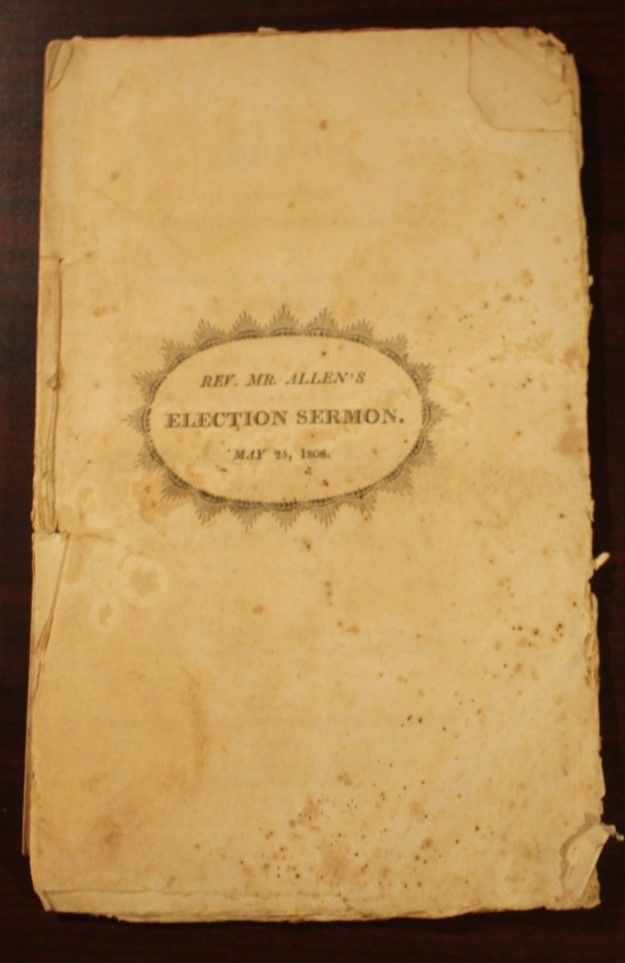 REV. MR. ALLEN'S
ELECTION SERMON.
MAY 25, 1808.